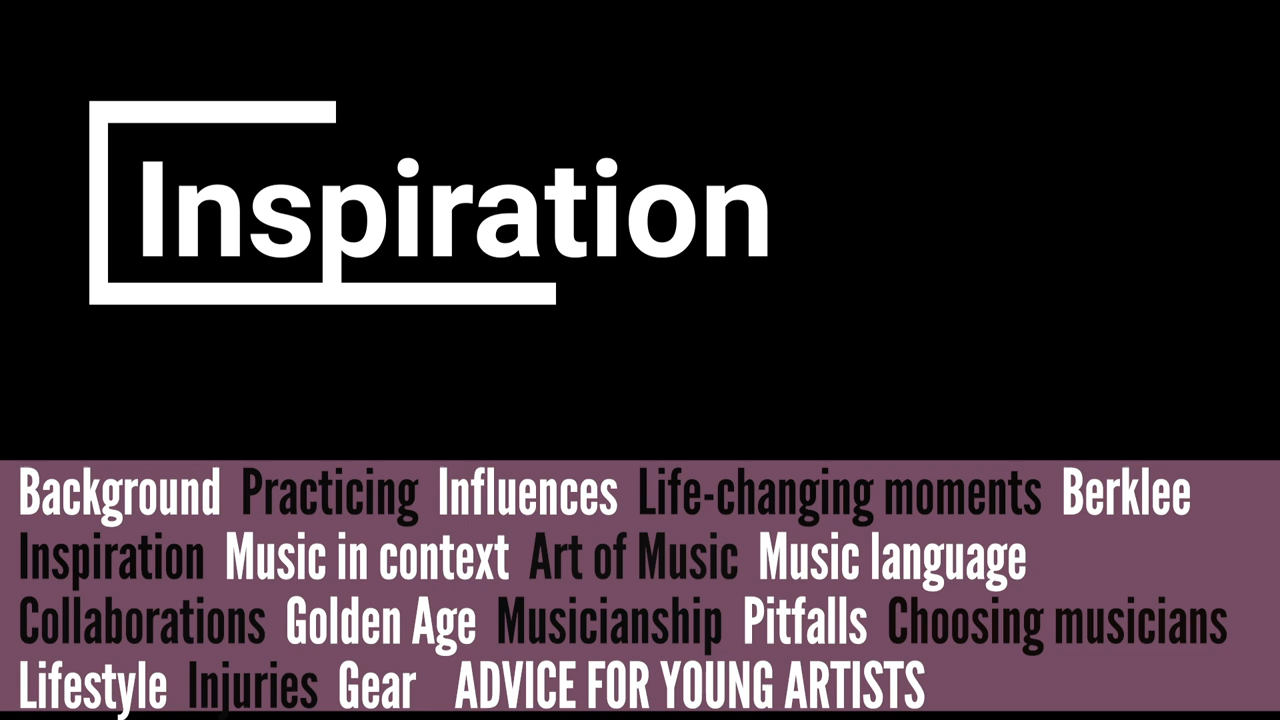 Inspiration
Background Practicing Influences Life-changing moments Berklee
Inspiration Music in context Art of Music Music language
Collaborations Golden Age Musicianship Pitfalls Choosing musicians
Lifestyle Injuries Gear ADVICE FOR YOUNG ARTISTS